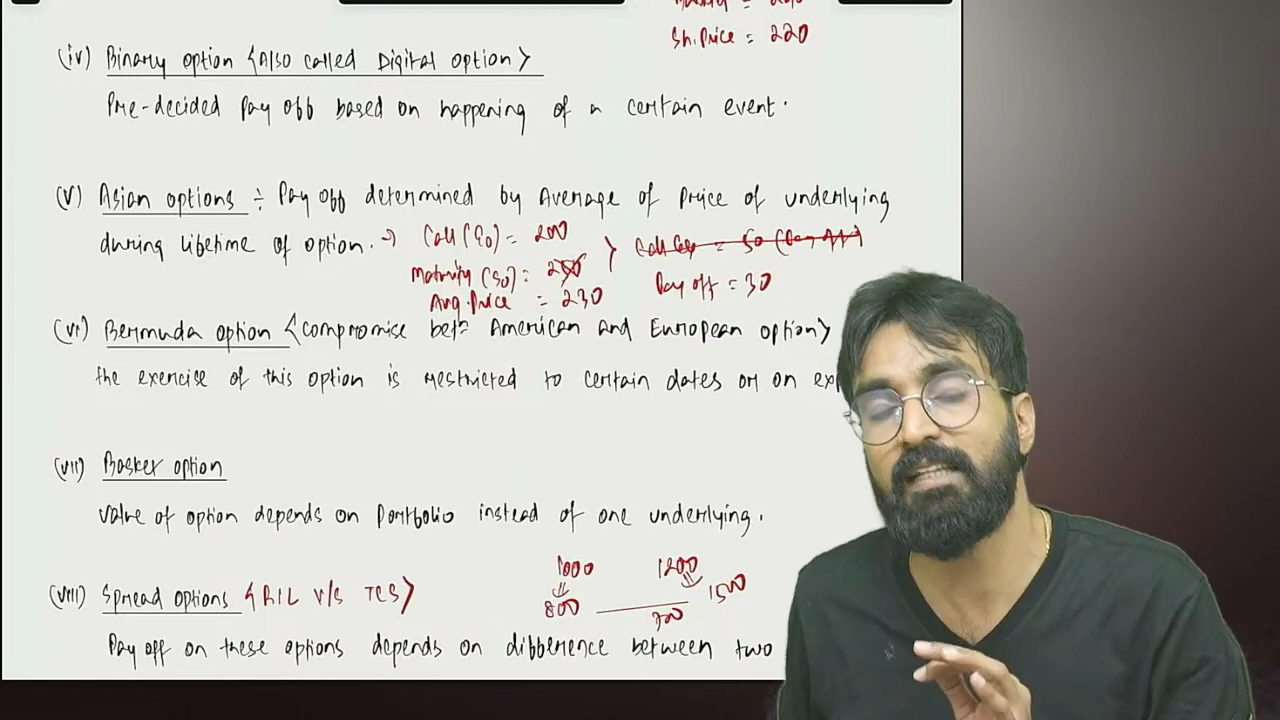 Sh. Price = 220
(iv) Binary option {Also called Digital option}
Pre-decided Pay off based on happening of a certain event.
(v) Asian options ÷ Pay off determined by Average of Price of underlying
during lifetime of option. → Call (90) = 200
Maturity (90) = 250
Avg. Price = 230
Pay off = 30
(vi) Bermuda option {compromise betn American and European option}
the exercise of this option is restricted to certain dates or on exp
(vii) Basket option
Value of option depends on Portfolio instead of one underlying.
(viii) Spread options {RIL v/s TCS}
1000 1200
800 700 1500
Pay off on these options depends on difference between two